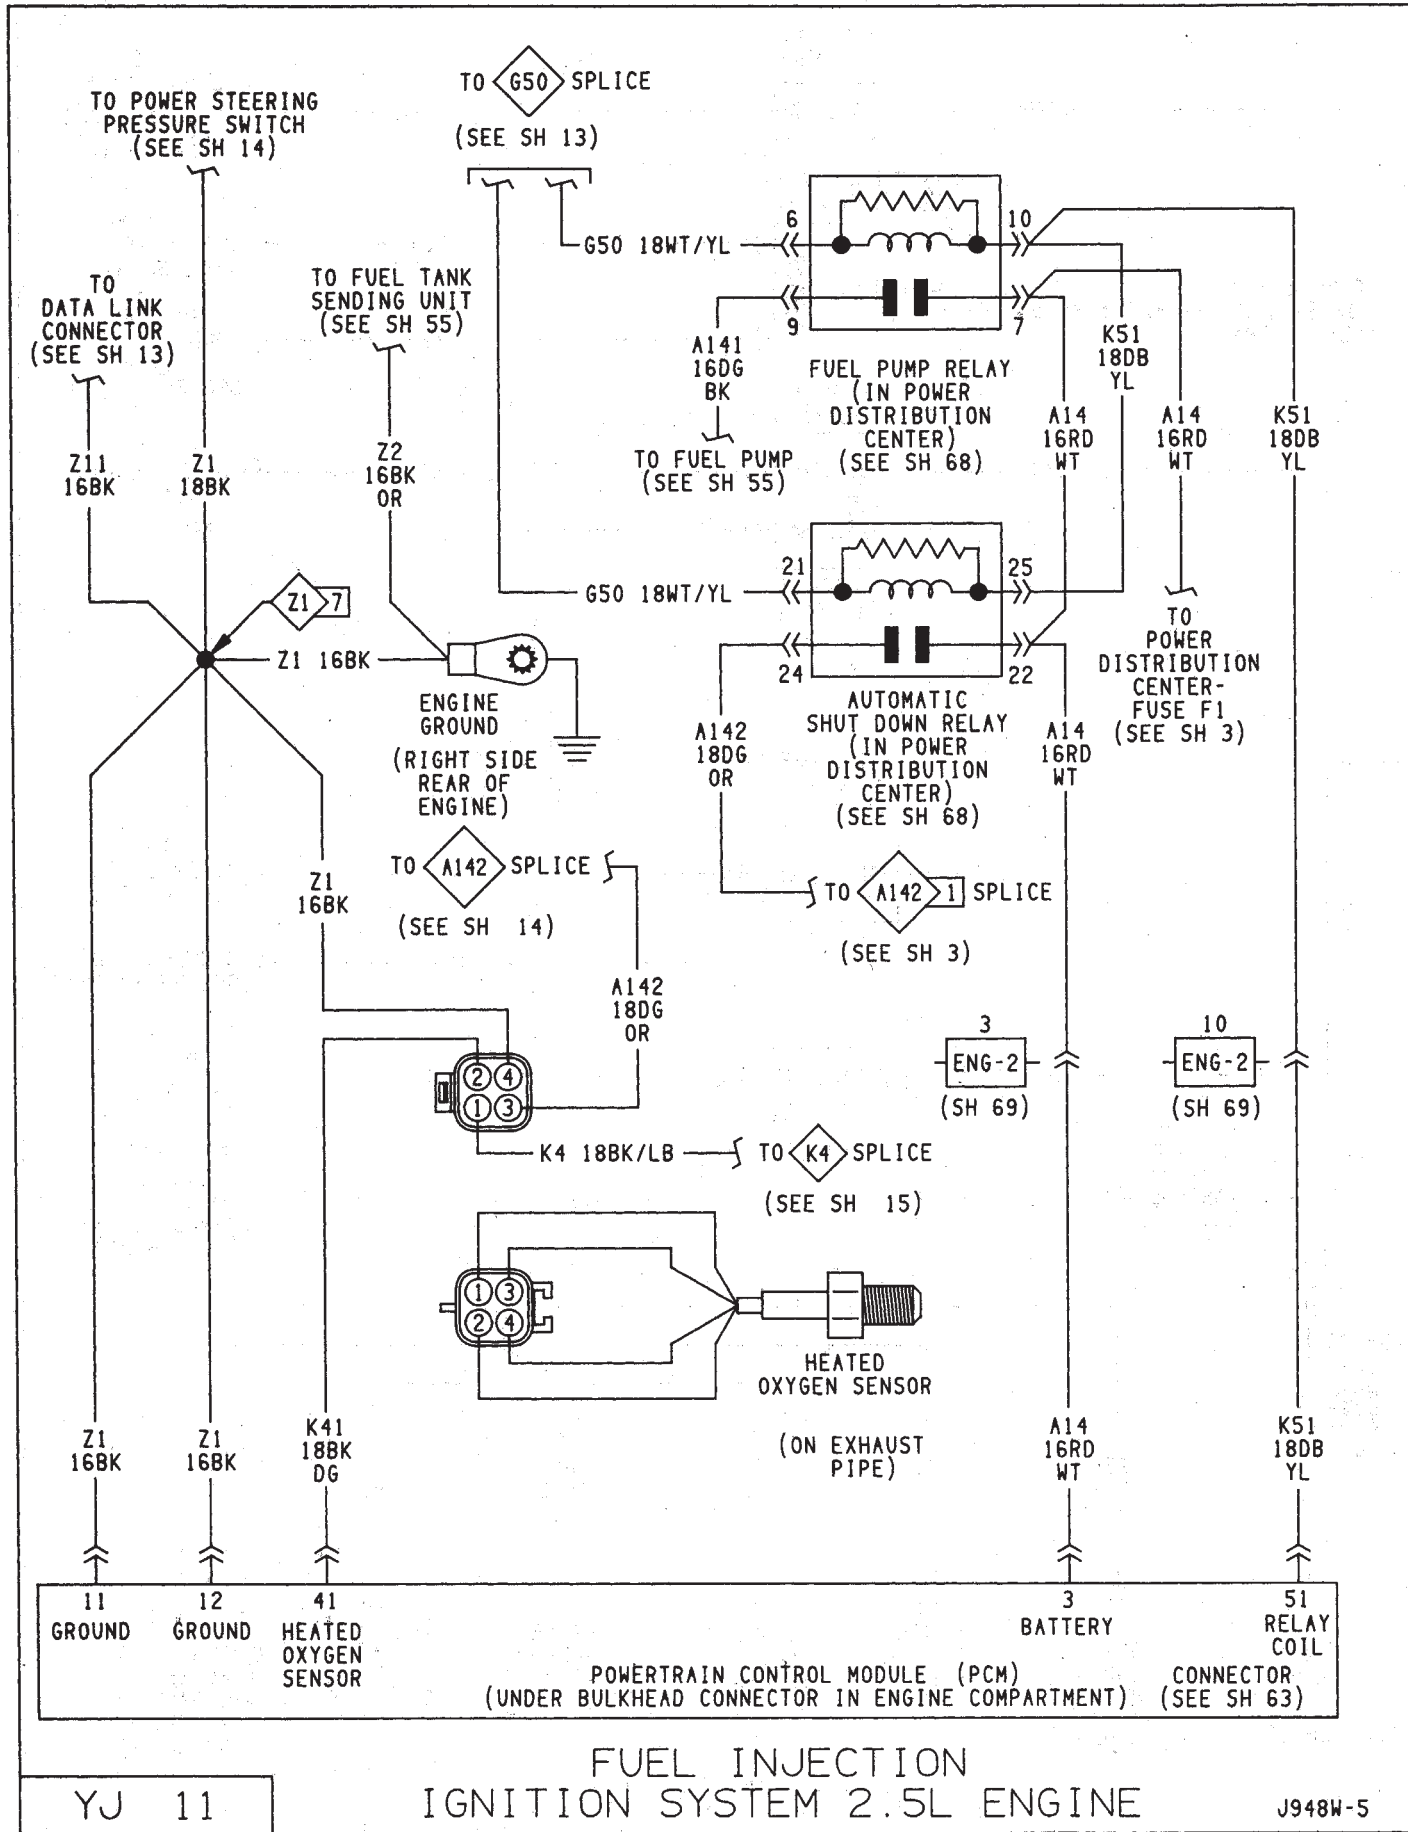 TO G50 SPLICE
(SEE SH 13)
TO POWER STEERING
PRESSURE SWITCH
(SEE SH 14)
6
10
G50 18WT/YL
9
7
TO
DATA LINK
CONNECTOR
(SEE SH 13)
TO FUEL TANK
SENDING UNIT
(SEE SH 55)
A141
16DG
BK
TO FUEL PUMP
(SEE SH 55)
FUEL PUMP RELAY
(IN POWER
DISTRIBUTION
CENTER)
(SEE SH 68)
K51
18DB
YL
A14
16RD
WT
A14
16RD
WT
K51
18DB
YL
Z11
16BK
Z1
18BK
Z2
16BK
OR
21
25
G50 18WT/YL
24
22
Z1 7
Z1 16BK
ENGINE
GROUND
(RIGHT SIDE
REAR OF
ENGINE)
TO
POWER
DISTRIBUTION
CENTER-
FUSE F1
(SEE SH 3)
A142
18DG
OR
AUTOMATIC
SHUT DOWN RELAY
(IN POWER
DISTRIBUTION
CENTER)
(SEE SH 68)
A14
16RD
WT
TO A142 SPLICE
(SEE SH 14)
TO A142 1 SPLICE
(SEE SH 3)
Z1
16BK
A142
18DG
OR
3
ENG-2
(SH 69)
10
ENG-2
(SH 69)
2 4
1 3
K4 18BK/LB
TO K4 SPLICE
(SEE SH 15)
1 3
2 4
HEATED
OXYGEN SENSOR
(ON EXHAUST
PIPE)
Z1
16BK
Z1
16BK
K41
18BK
DG
A14
16RD
WT
K51
18DB
YL
11
GROUND
12
GROUND
41
HEATED
OXYGEN
SENSOR
3
BATTERY
51
RELAY
COIL
POWERTRAIN CONTROL MODULE (PCM)
(UNDER BULKHEAD CONNECTOR IN ENGINE COMPARTMENT)
CONNECTOR
(SEE SH 63)
FUEL INJECTION
IGNITION SYSTEM 2.5L ENGINE
YJ 11
J948W-5